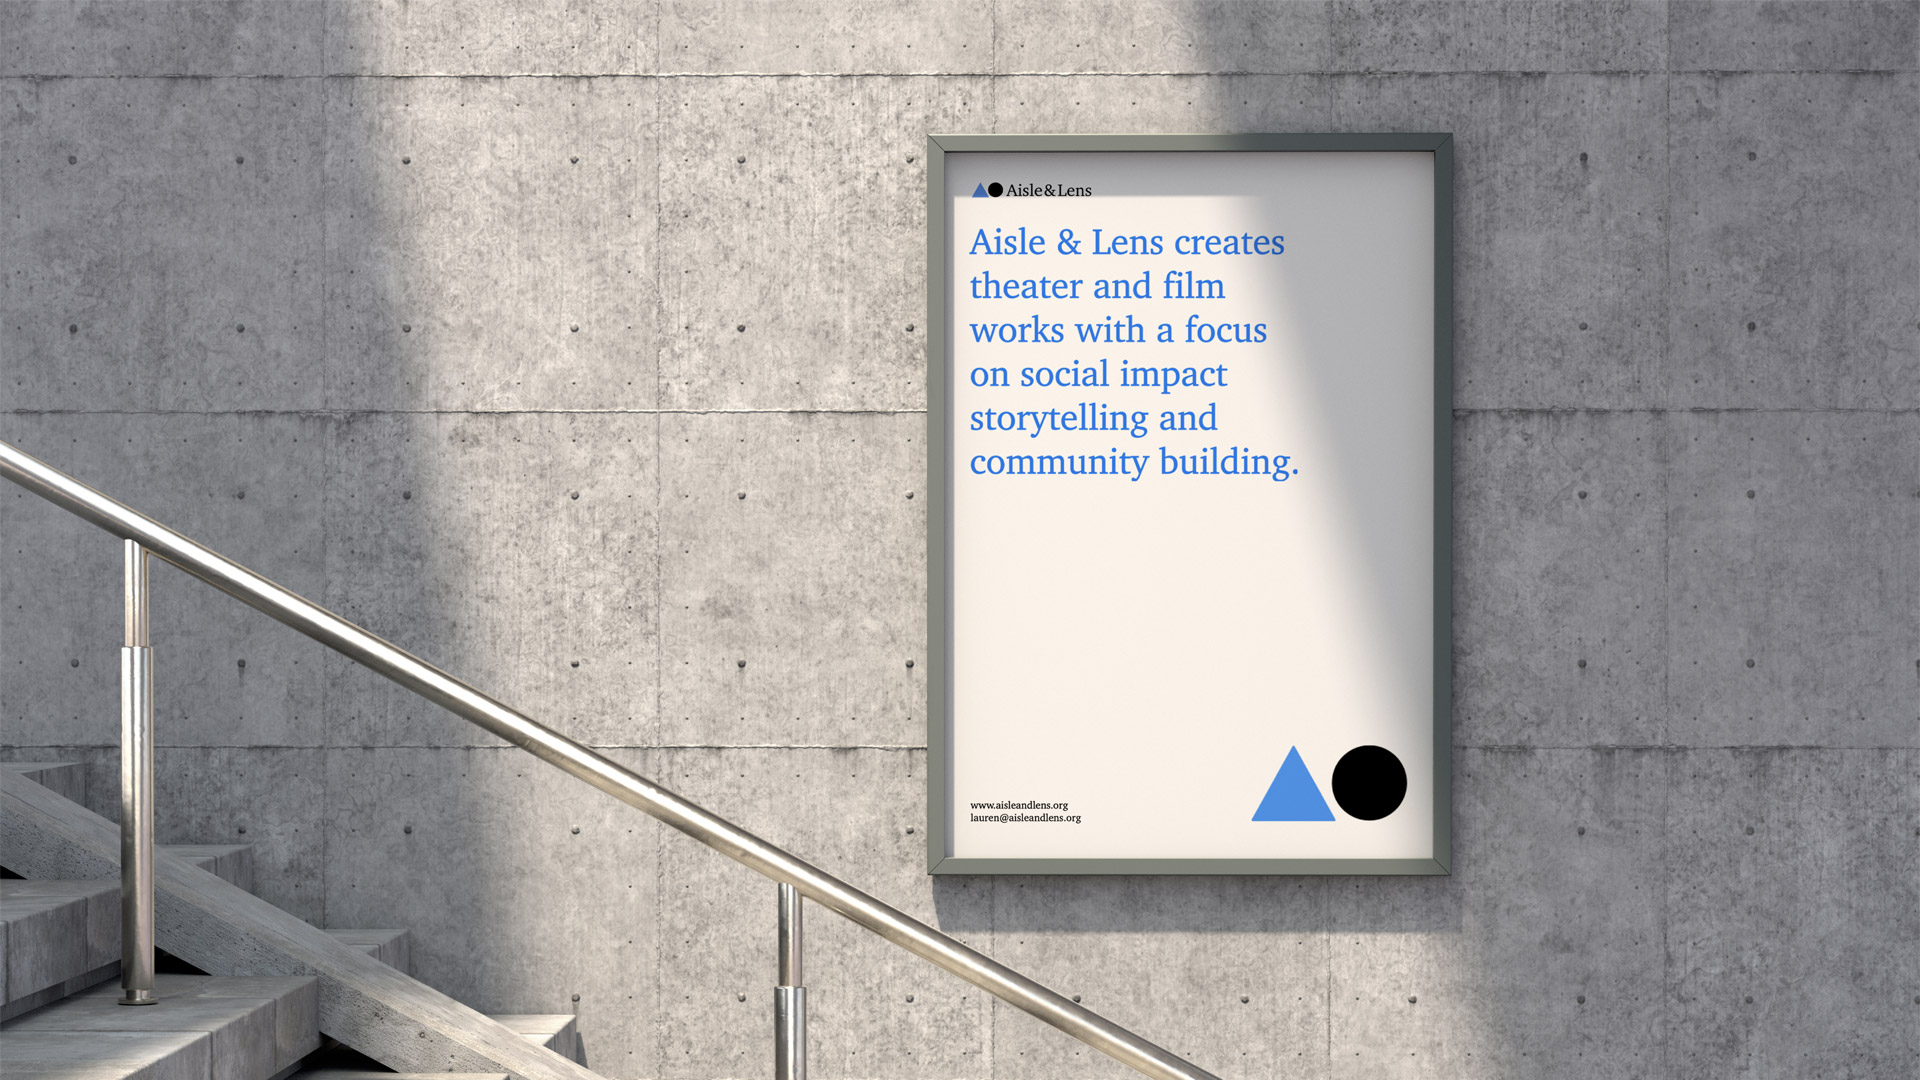 Aisle&Lens
Aisle & Lens creates
theater and film
works with a focus
on social impact
storytelling and
community building.
www.aisleandlens.org
lauren@aisleandlens.org